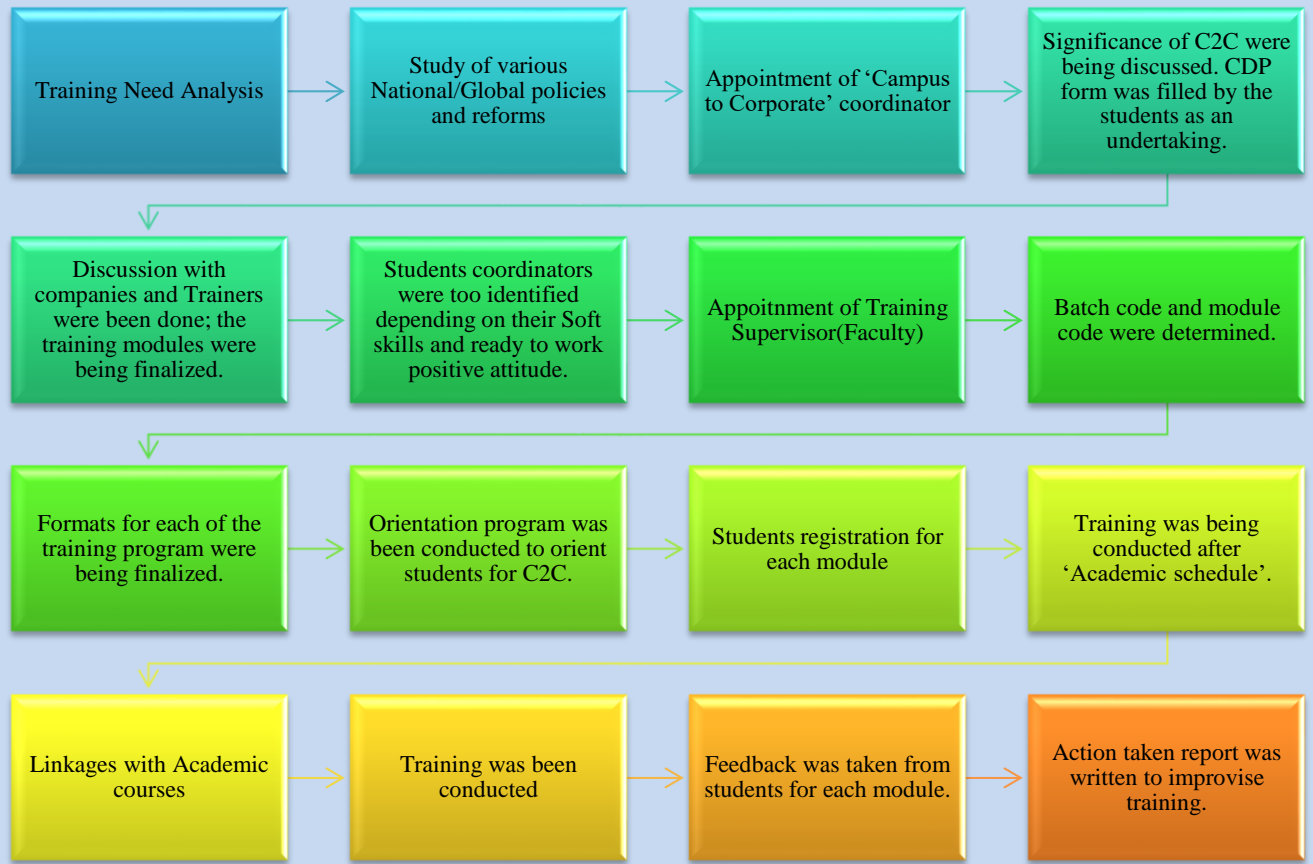 Training Need Analysis
Study of various
National/Global policies
and reforms
Appointment of ‘Campus
to Corporate’ coordinator
Significance of C2C were
being discussed. CDP
form was filled by the
students as an
undertaking.
Discussion with
companies and Trainers
were been done; the
training modules were
being finalized.
Students coordinators
were too identified
depending on their Soft
skills and ready to work
positive attitude.
Appoitnment of Training
Supervisor(Faculty)
Batch code and module
code were determined.
Formats for each of the
training program were
being finalized.
Orientation program was
been conducted to orient
students for C2C.
Students registration for
each module
Training was being
conducted after
‘Academic schedule’.
Linkages with Academic
courses
Training was been
conducted
Feedback was taken from
students for each module.
Action taken report was
written to improvise
training.